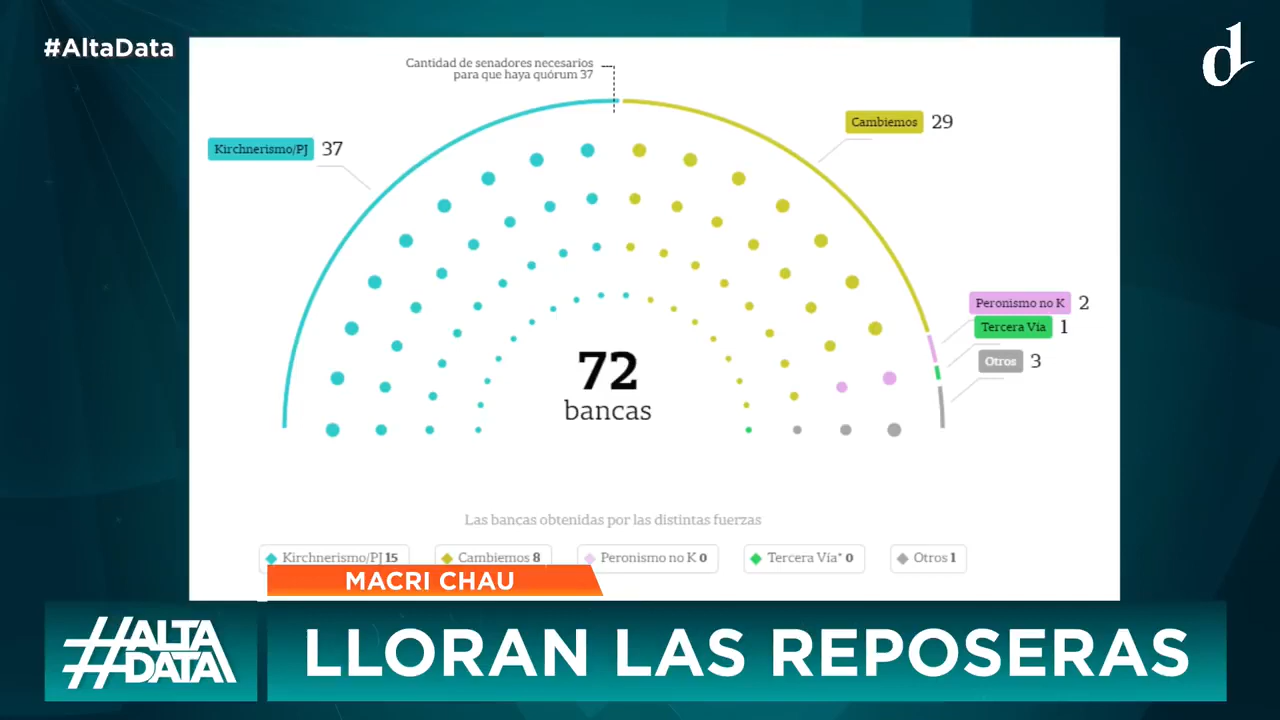 #AltaData
Cantidad de senadores necesarios
para que haya quórum 37
Kirchnerismo/PJ 37
Cambiemos 29
Peronismo no K 2
Tercera Vía 1
Otros 3
72
bancas
Las bancas obtenidas por las distintas fuerzas
Kirchnerismo/PJ 15 Cambiemos 8 Peronismo no K 0 Tercera Vía* 0 Otros 1
MACRI CHAU
#ALTA
DATA
LLORAN LAS REPOSERAS